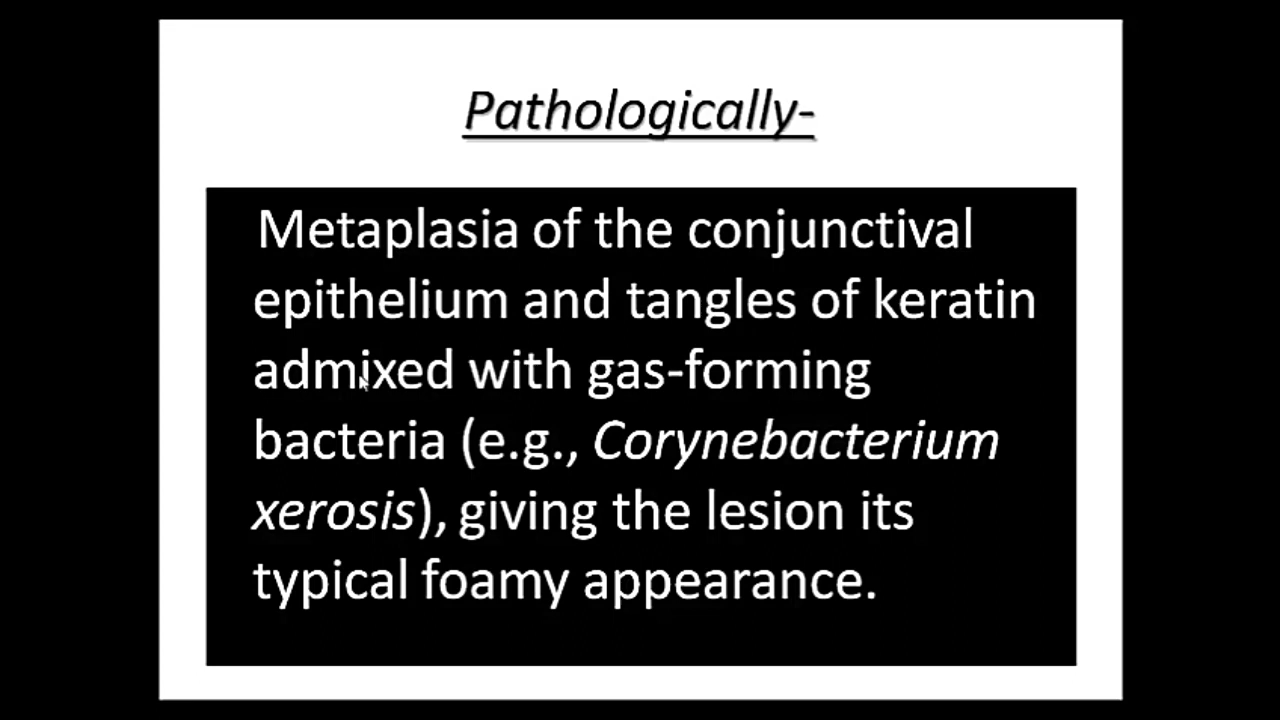 Pathologically-
Metaplasia of the conjunctival
epithelium and tangles of keratin
admixed with gas-forming
bacteria (e.g., Corynebacterium
xerosis), giving the lesion its
typical foamy appearance.